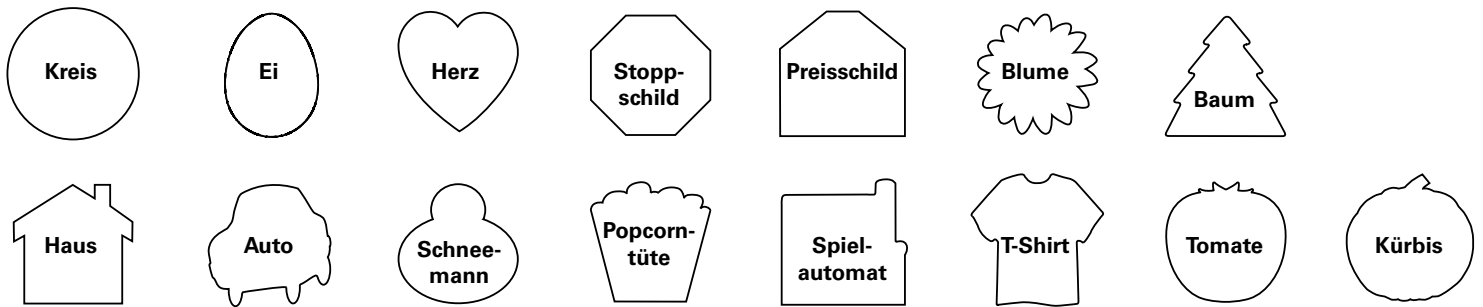 Kreis
Ei
Herz
Stopp-
schild
Preisschild
Blume
Baum
Haus
Auto
Schnee-
mann
Popcorn-
tüte
Spiel-
automat
T-Shirt
Tomate
Kürbis